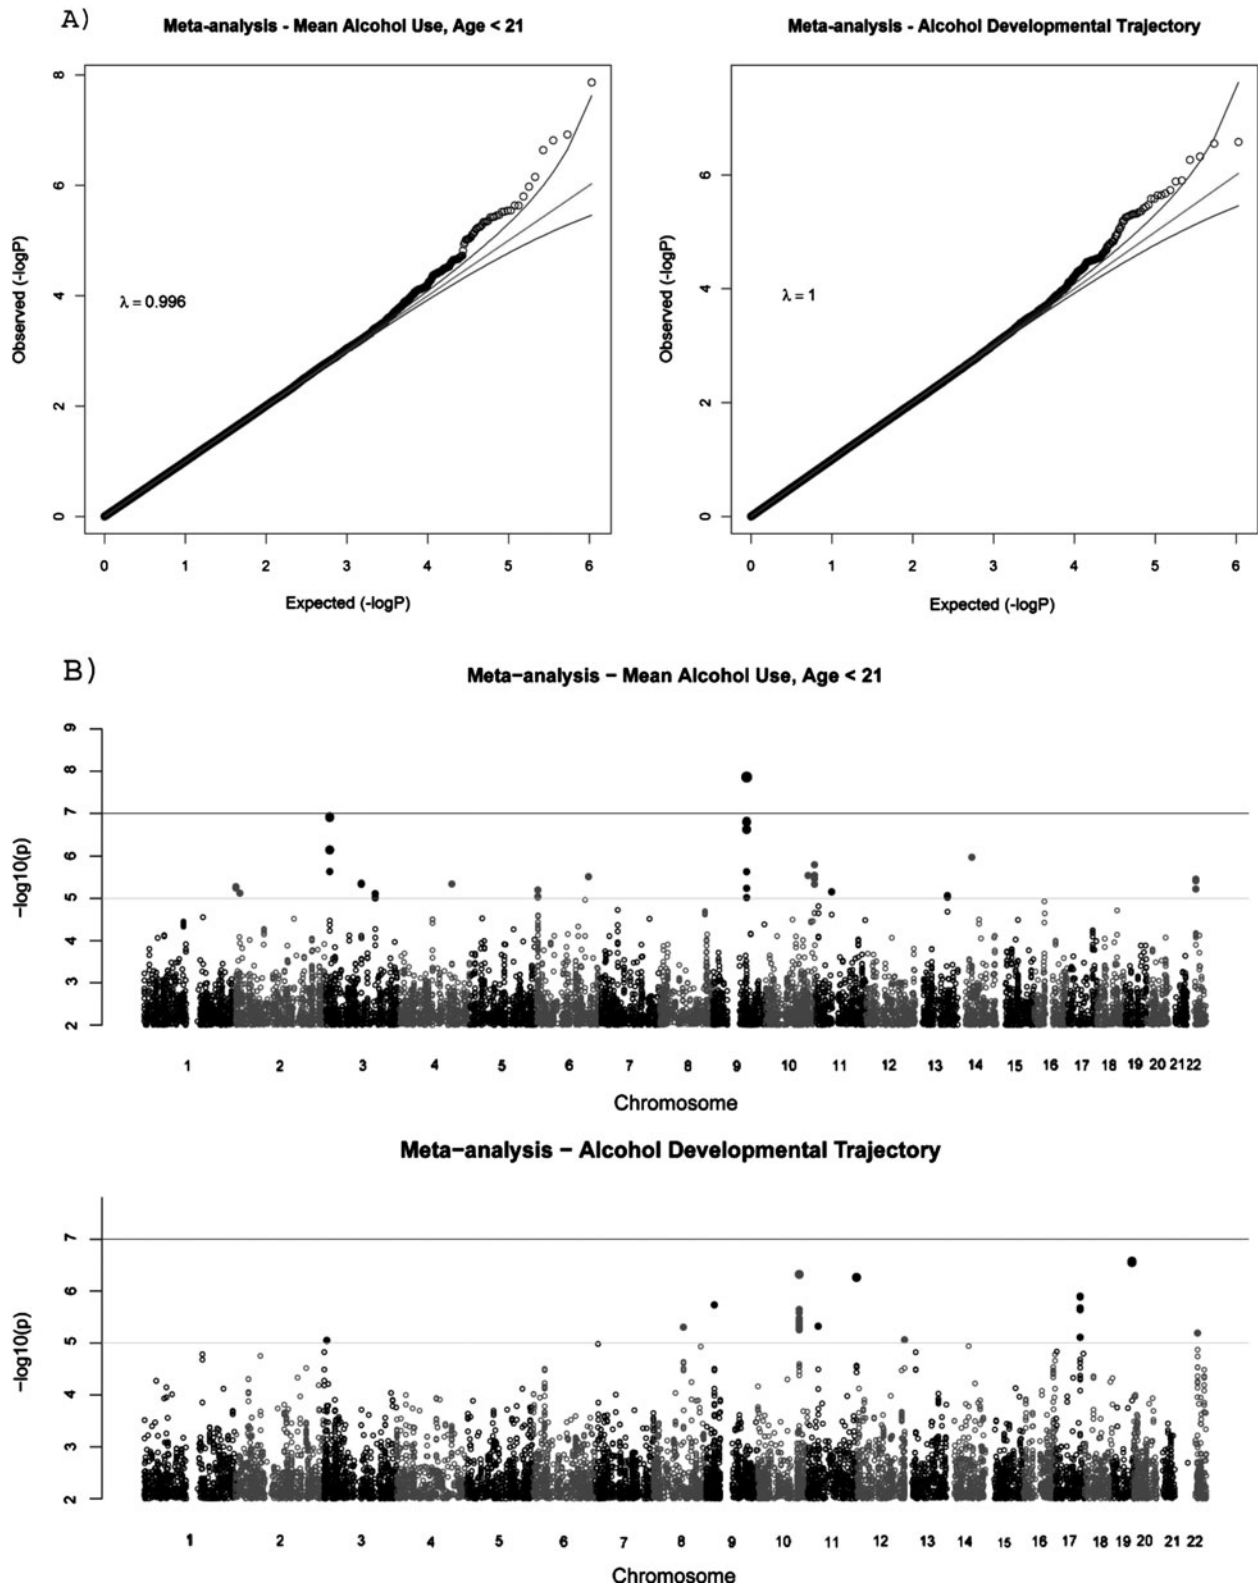 A)
Meta-analysis - Mean Alcohol Use, Age < 21
Meta-analysis - Alcohol Developmental Trajectory
Observed (-logP)
8
6
4
2
0
λ = 0.996
0 1 2 3 4 5 6
Expected (-logP)
Observed (-logP)
6
4
2
0
λ = 1
0 1 2 3 4 5 6
Expected (-logP)
B)
Meta−analysis − Mean Alcohol Use, Age < 21
−log10(p)
9
8
7
6
5
4
3
2
1 2 3 4 5 6 7 8 9 10 11 12 13 14 15 16 17 18 19 20 21 22
Chromosome
Meta−analysis − Alcohol Developmental Trajectory
−log10(p)
7
6
5
4
3
2
1 2 3 4 5 6 7 8 9 10 11 12 13 14 15 16 17 18 19 20 21 22
Chromosome